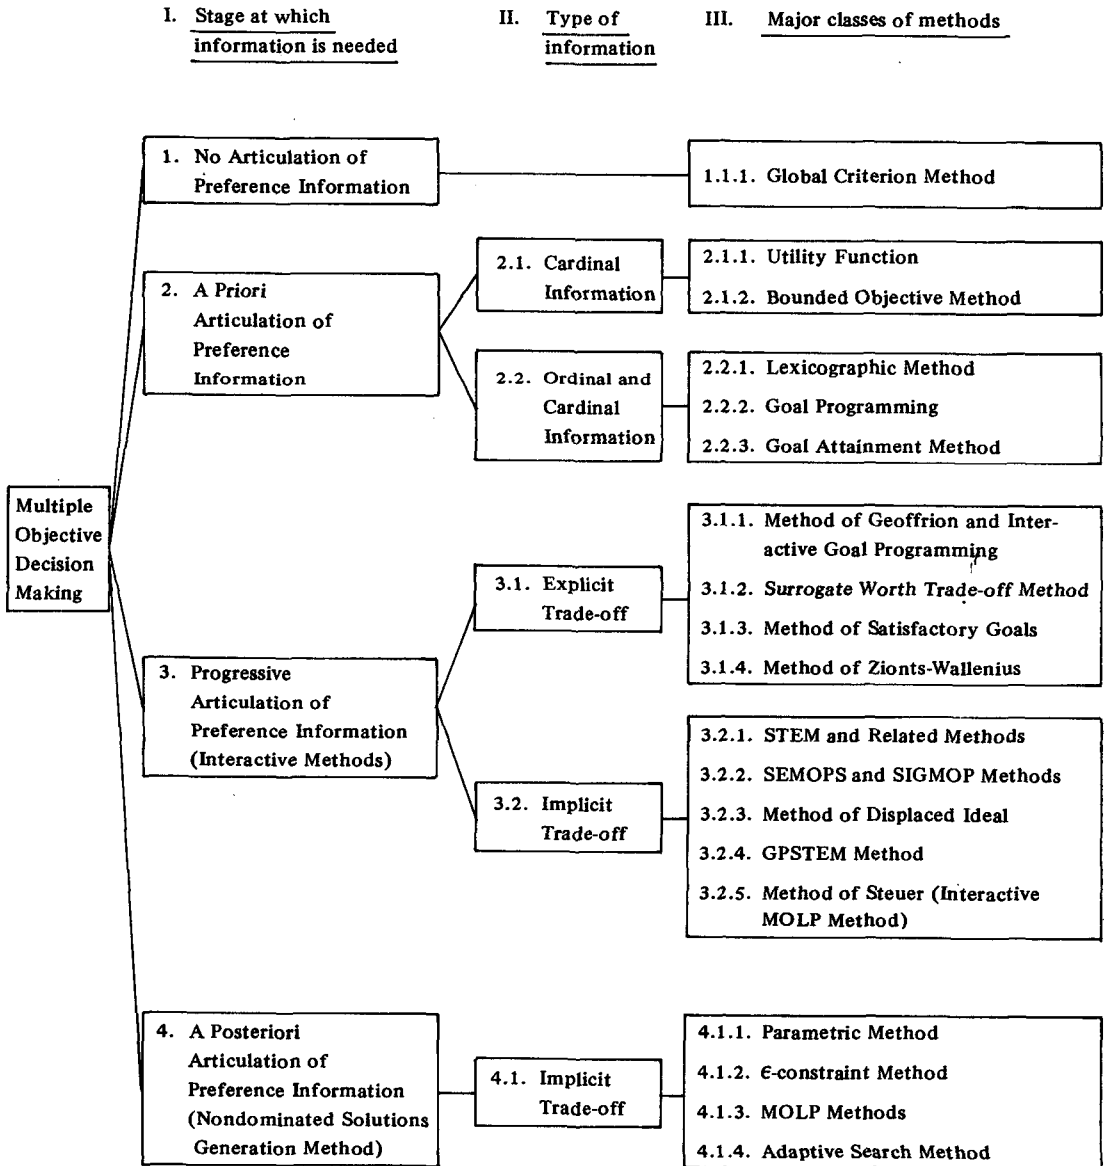 I. Stage at which
information is needed
II. Type of
information
III. Major classes of methods
1. No Articulation of
Preference Information
1.1.1. Global Criterion Method
2. A Priori
Articulation of
Preference
Information
2.1. Cardinal
Information
2.1.1. Utility Function
2.1.2. Bounded Objective Method
2.2. Ordinal and
Cardinal
Information
2.2.1. Lexicographic Method
2.2.2. Goal Programming
2.2.3. Goal Attainment Method
Multiple
Objective
Decision
Making
3. Progressive
Articulation of
Preference Information
(Interactive Methods)
3.1. Explicit
Trade-off
3.1.1. Method of Geoffrion and Inter-
active Goal Programming
3.1.2. Surrogate Worth Trade-off Method
3.1.3. Method of Satisfactory Goals
3.1.4. Method of Zionts-Wallenius
3.2. Implicit
Trade-off
3.2.1. STEM and Related Methods
3.2.2. SEMOPS and SIGMOP Methods
3.2.3. Method of Displaced Ideal
3.2.4. GPSTEM Method
3.2.5. Method of Steuer (Interactive
MOLP Method)
4. A Posteriori
Articulation of
Preference Information
(Nondominated Solutions
Generation Method)
4.1. Implicit
Trade-off
4.1.1. Parametric Method
4.1.2. ϵ-constraint Method
4.1.3. MOLP Methods
4.1.4. Adaptive Search Method